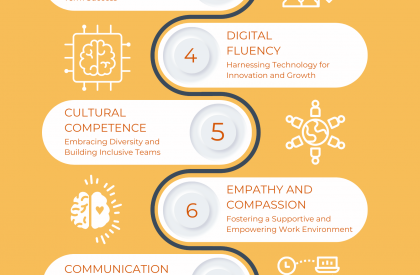 4
DIGITAL
FLUENCY
Harnessing Technology for
Innovation and Growth
CULTURAL
COMPETENCE
Embracing Diversity and
Building Inclusive Teams
5
6
EMPATHY AND
COMPASSION
Fostering a Supportive and
Empowering Work Environment
COMMUNICATION